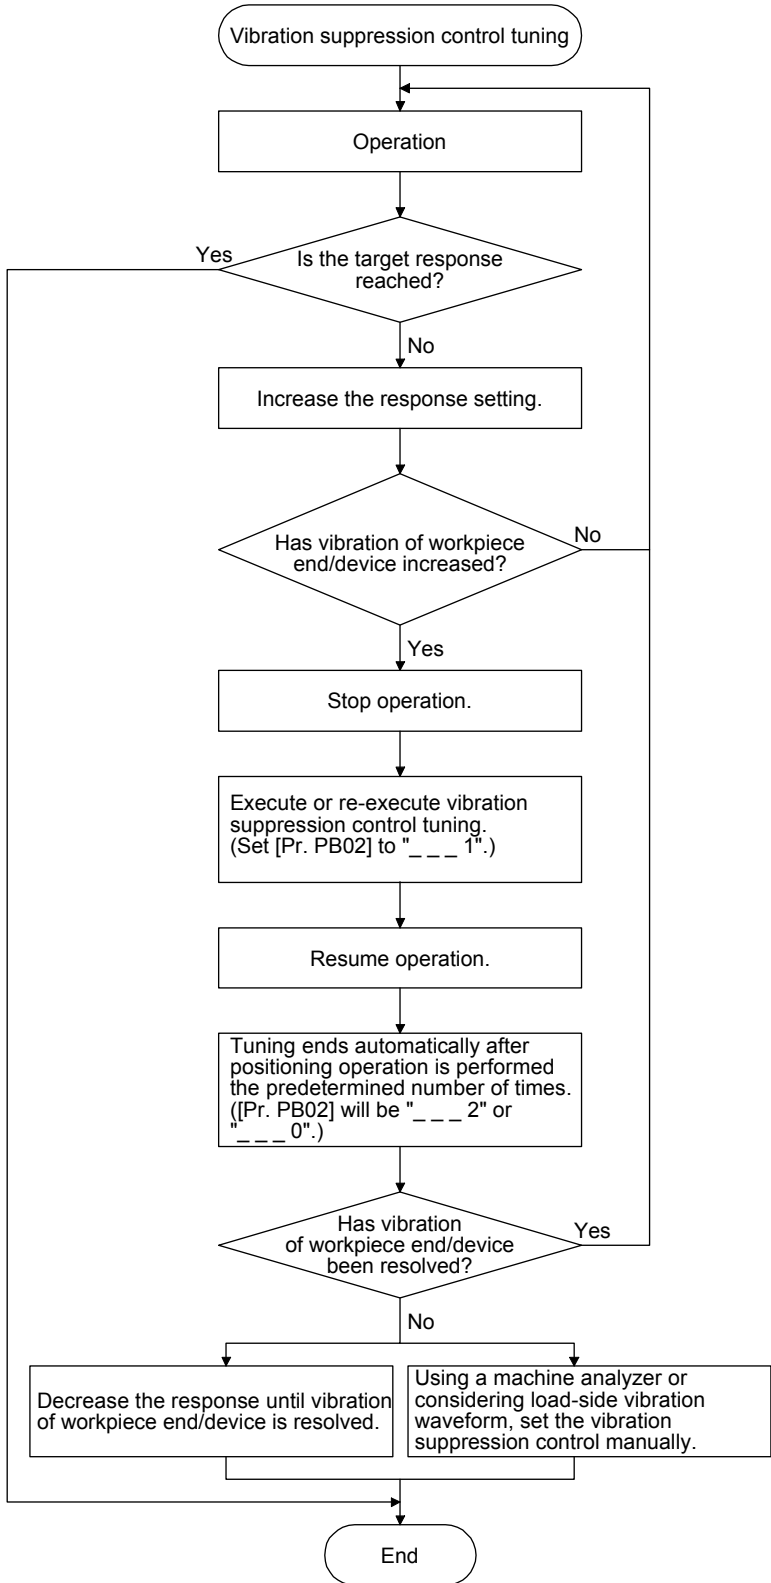 Vibration suppression control tuning
Operation
Yes
Is the target response
reached?
No
Increase the response setting.
Has vibration of workpiece
end/device increased?
No
Yes
Stop operation.
Execute or re-execute vibration
suppression control tuning.
(Set [Pr. PB02] to "_ _ _ 1".)
Resume operation.
Tuning ends automatically after
positioning operation is performed
the predetermined number of times.
([Pr. PB02] will be "_ _ _ 2" or
"_ _ _ 0".)
Has vibration
of workpiece end/device
been resolved?
Yes
No
Decrease the response until vibration
of workpiece end/device is resolved.
Using a machine analyzer or
considering load-side vibration
waveform, set the vibration
suppression control manually.
End